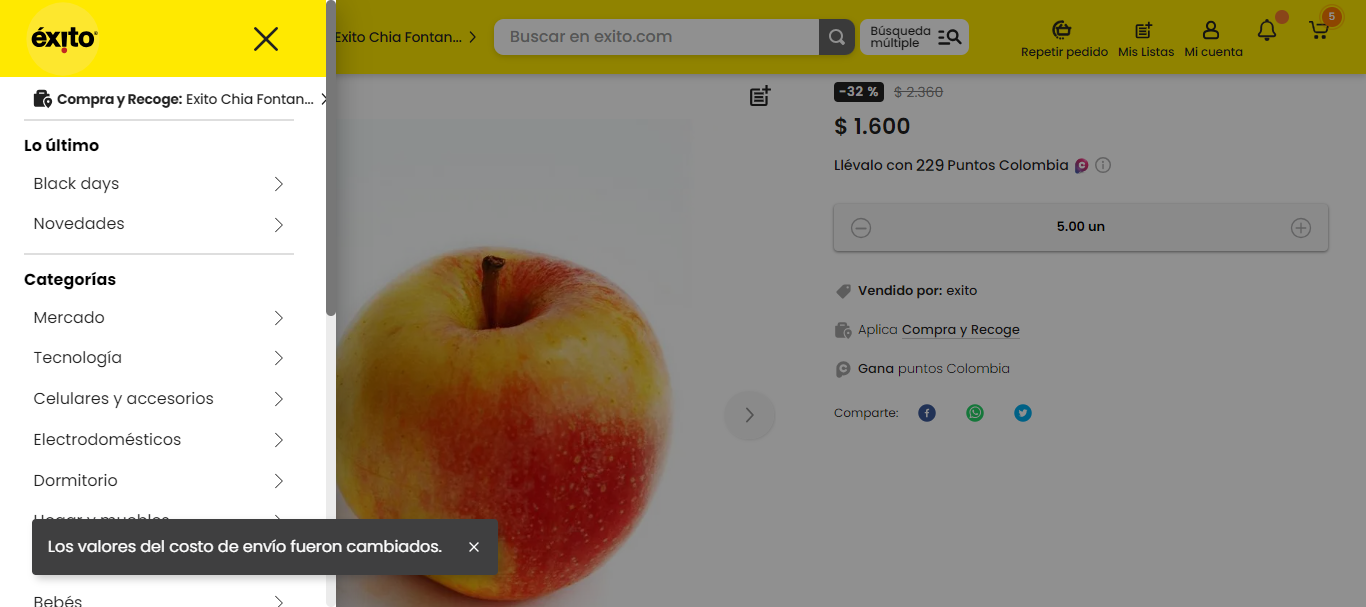 éxito
Compra y Recoge: Exito Chia Fontan...
Lo último
Black days
Novedades
Categorías
Mercado
Tecnología
Celulares y accesorios
Electrodomésticos
Dormitorio
Hogar y muebles
Bebés
Los valores del costo de envío fueron cambiados.
Exito Chia Fontan...
Buscar en exito.com
Búsqueda
múltiple
Repetir pedido
Mis Listas
Mi cuenta
5
-32 % $ 2.360
$ 1.600
Llévalo con 229 Puntos Colombia
5.00 un
Vendido por: exito
Aplica Compra y Recoge
Gana puntos Colombia
Comparte: